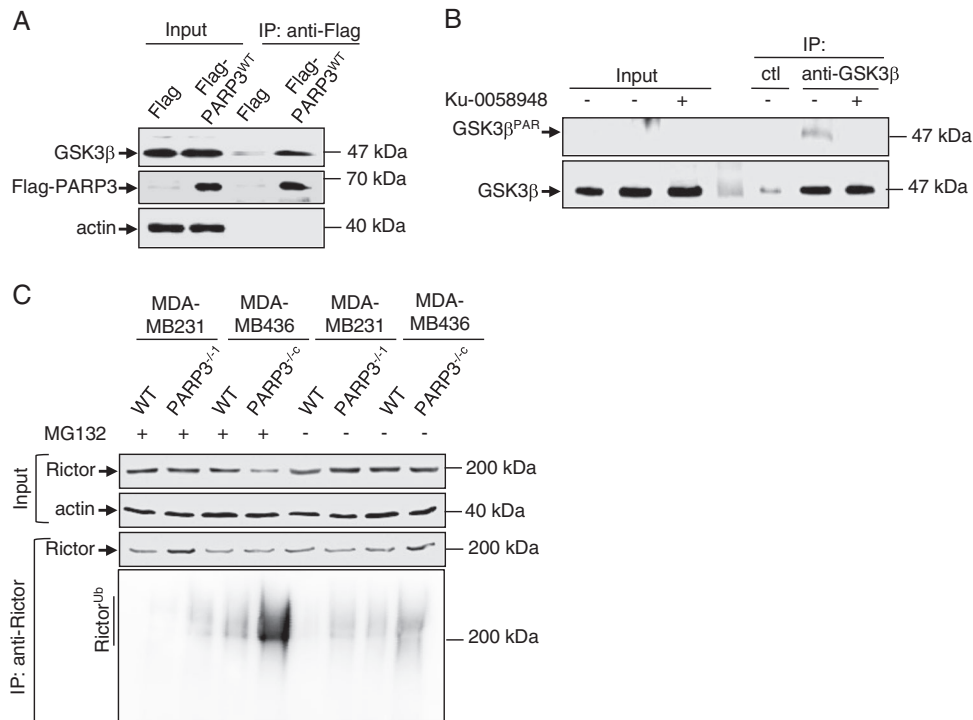 A
Input
IP: anti-Flag
Flag
Flag-PARP3WT
Flag
Flag-PARP3WT
GSK3β
47 kDa
Flag-PARP3
70 kDa
actin
40 kDa
B
IP:
Input
ctl
anti-GSK3β
Ku-0058948
- - + - - +
GSK3βPAR
47 kDa
GSK3β
47 kDa
C
MDA-MB231
MDA-MB436
MDA-MB231
MDA-MB436
WT
PARP3-/-1
WT
PARP3-/-c
WT
PARP3-/-1
WT
PARP3-/-c
MG132
+ + + + - - - -
Input
Rictor
200 kDa
actin
40 kDa
IP: anti-Rictor
Rictor
200 kDa
RictorUb
200 kDa